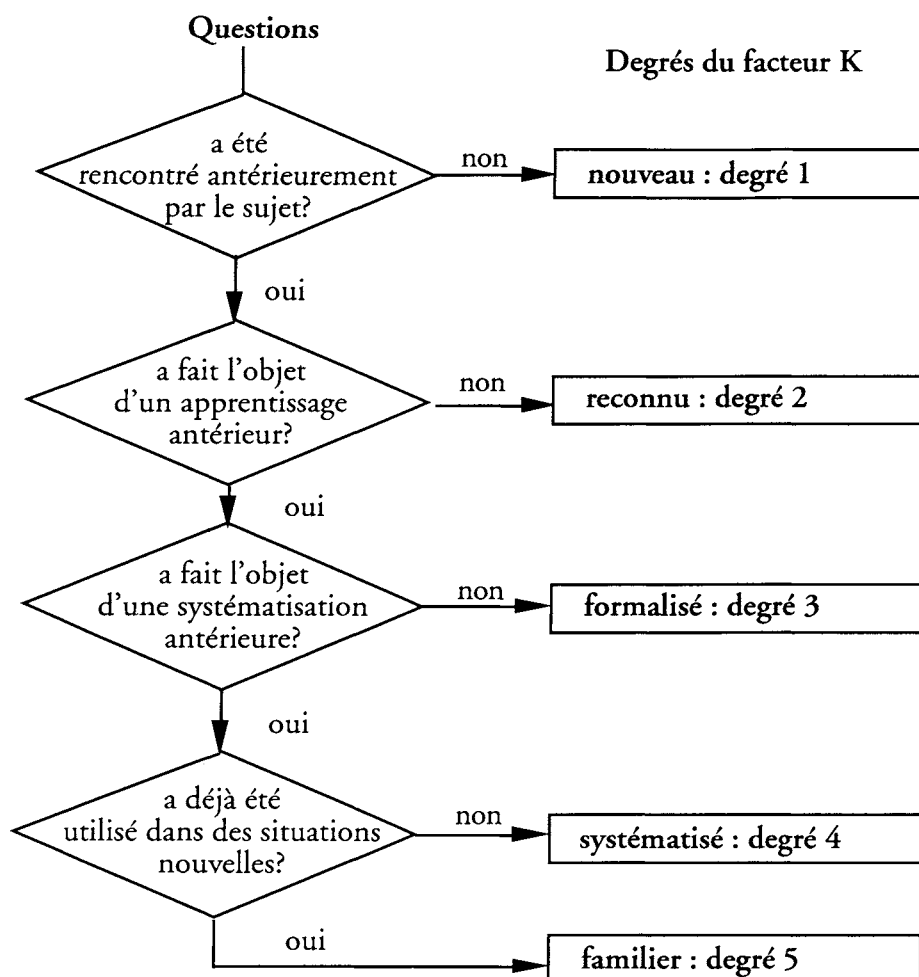 Questions
Degrés du facteur K
a été
rencontré antérieurement
par le sujet?
non
nouveau : degré 1
oui
a fait l'objet
d'un apprentissage
antérieur?
non
reconnu : degré 2
oui
a fait l'objet
d'une systématisation
antérieure?
non
formalisé : degré 3
oui
a déjà été
utilisé dans des situations
nouvelles?
non
systématisé : degré 4
oui
familier : degré 5